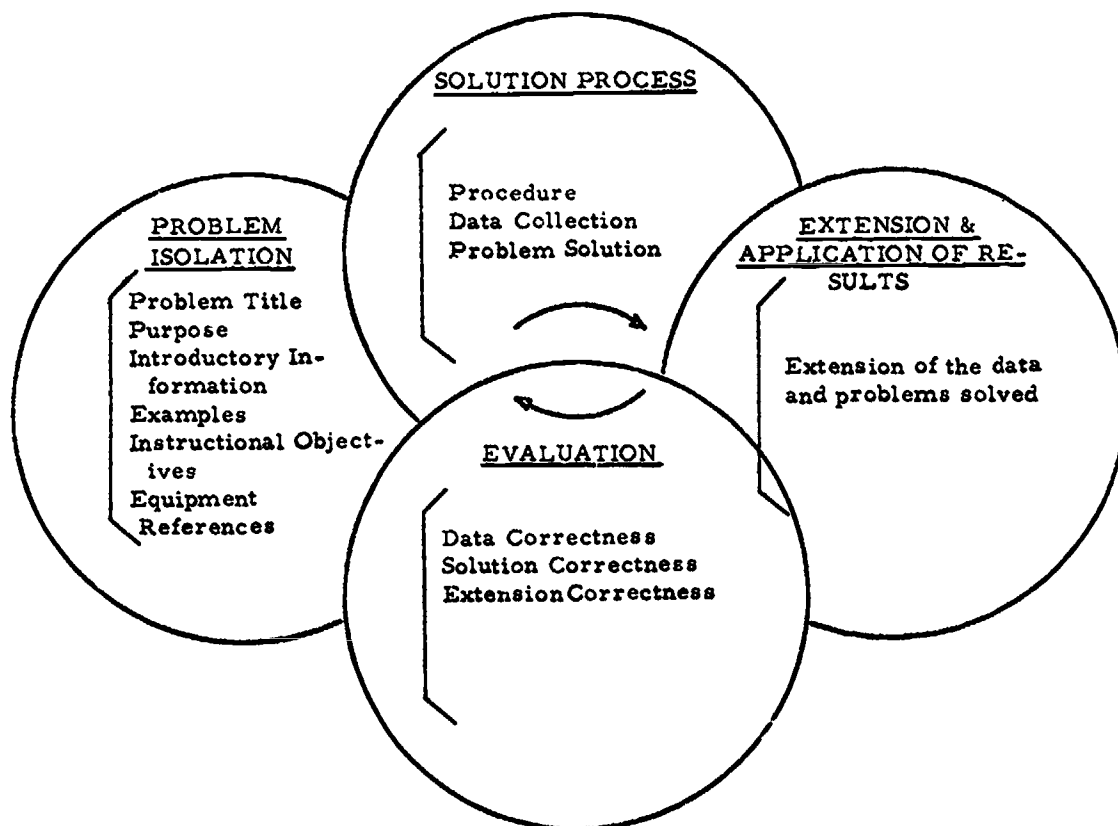 SOLUTION PROCESS
Procedure
Data Collection
Problem Solution
PROBLEM
ISOLATION
Problem Title
Purpose
Introductory In-
formation
Examples
Instructional Object-
ives
Equipment
References
EXTENSION &
APPLICATION OF RE-
SULTS
Extension of the data
and problems solved
EVALUATION
Data Correctness
Solution Correctness
Extension Correctness